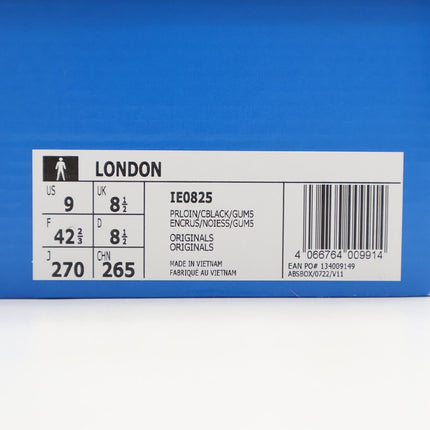 LONDON
US UK
9 8½
F D
42⅔ 8½
J CHN
270 265
IE0825
PRLOIN/CBLACK/GUM5
ENCRUS/NOIESS/GUM5
ORIGINALS
ORIGINALS
MADE IN VIETNAM
FABRIQUÉ AU VIETNAM
4 066764 009914
EAN PO# 134009149
ABSBOX/0722/V11